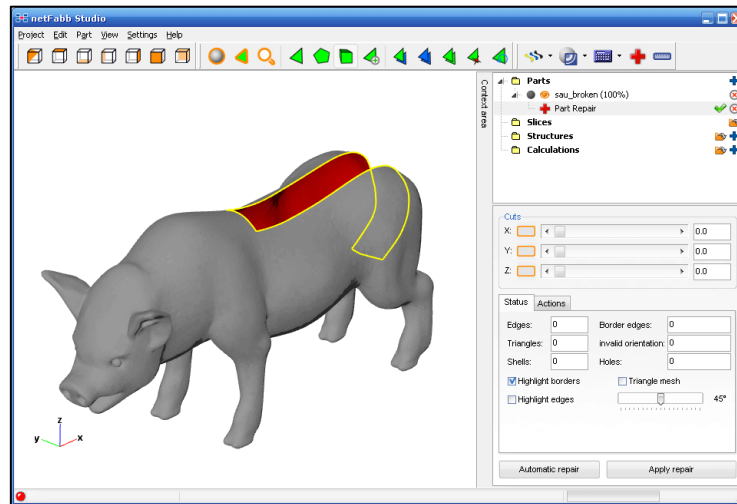 netFabb Studio
Project Edit Part View Settings Help
Context area
Parts
sau_broken (100%)
Part Repair
Slices
Structures
Calculations
Cuts
X: 0.0
Y: 0.0
Z: 0.0
Status Actions
Edges: 0 Border edges: 0
Triangles: 0 invalid orientation: 0
Shells: 0 Holes: 0
Highlight borders Triangle mesh
Highlight edges 45°
Automatic repair Apply repair
z
y x